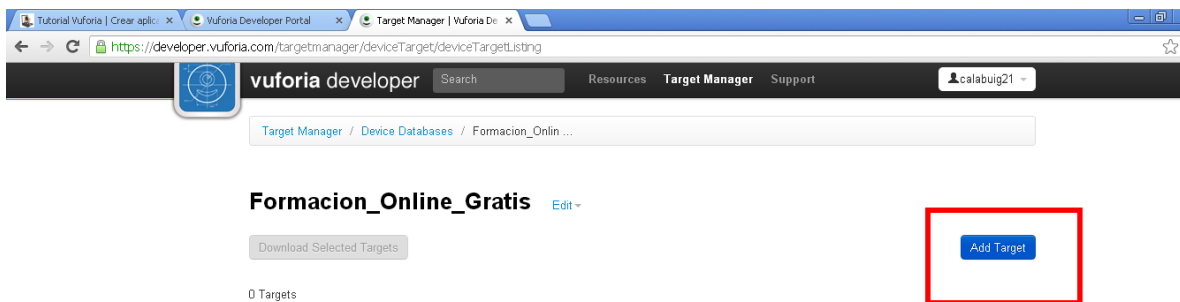 Tutorial Vuforia | Crear aplic
Vuforia Developer Portal
Target Manager | Vuforia De
https://developer.vuforia.com/targetmanager/deviceTarget/deviceTargetListing
vuforia developer Search Resources Target Manager Support calabuig21
Target Manager / Device Databases / Formacion_Onlin ...
Formacion_Online_Gratis Edit
Download Selected Targets Add Target
0 Targets